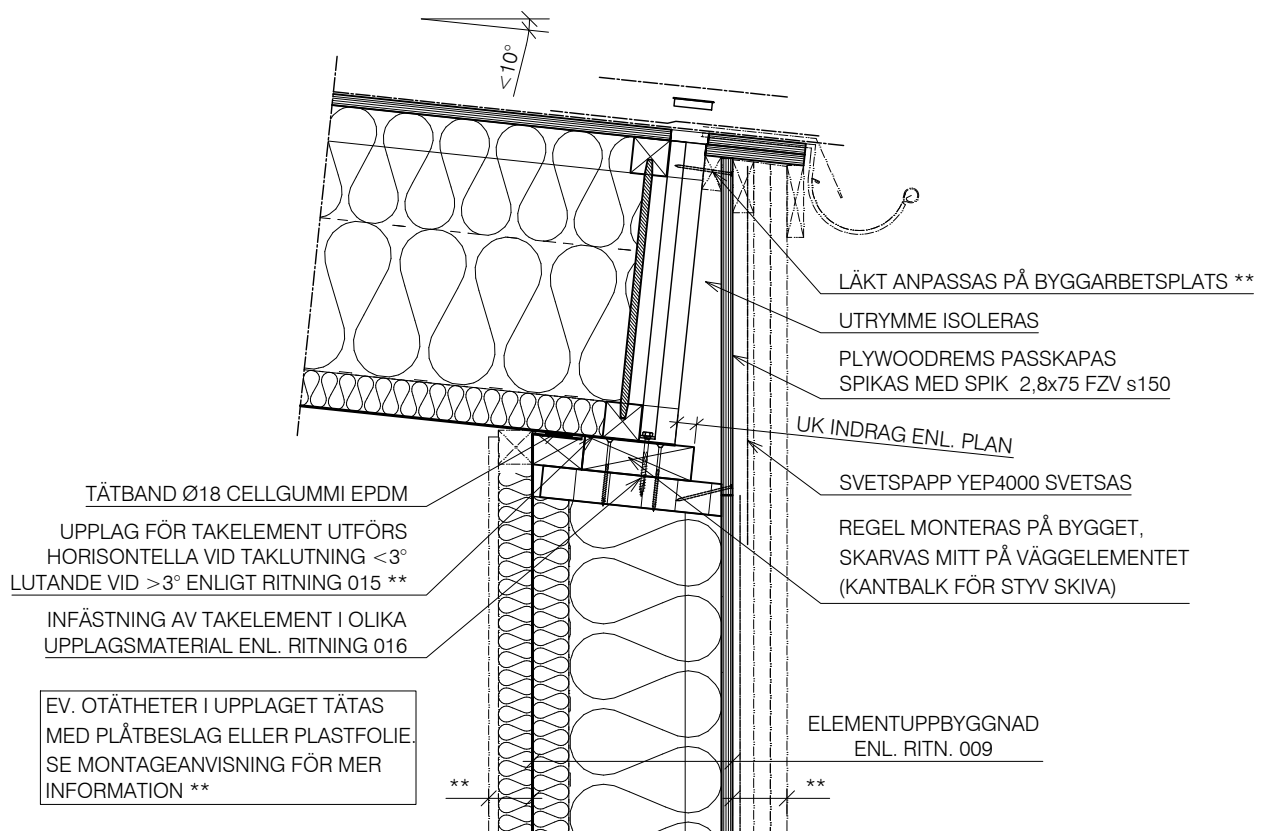 <10°
LÄKT ANPASSAS PÅ BYGGARBETSPLATS **
UTRYMME ISOLERAS
PLYWOODREMS PASSKAPAS
SPIKAS MED SPIK 2,8x75 FZV s150
UK INDRAG ENL. PLAN
SVETSPAPP YEP4000 SVETSAS
REGEL MONTERAS PÅ BYGGET,
SKARVAS MITT PÅ VÄGGELEMENTET
(KANTBALK FÖR STYV SKIVA)
TÄTBAND Ø18 CELLGUMMI EPDM
UPPLAG FÖR TAKELEMENT UTFÖRS
HORISONTELLA VID TAKLUTNING <3°
LUTANDE VID >3° ENLIGT RITNING 015 **
INFÄSTNING AV TAKELEMENT I OLIKA
UPPLAGSMATERIAL ENL. RITNING 016
EV. OTÄTHETER I UPPLAGET TÄTAS
MED PLÅTBESLAG ELLER PLASTFOLIE.
SE MONTAGEANVISNING FÖR MER
INFORMATION **
ELEMENTUPPBYGGNAD
ENL. RITN. 009
**
**